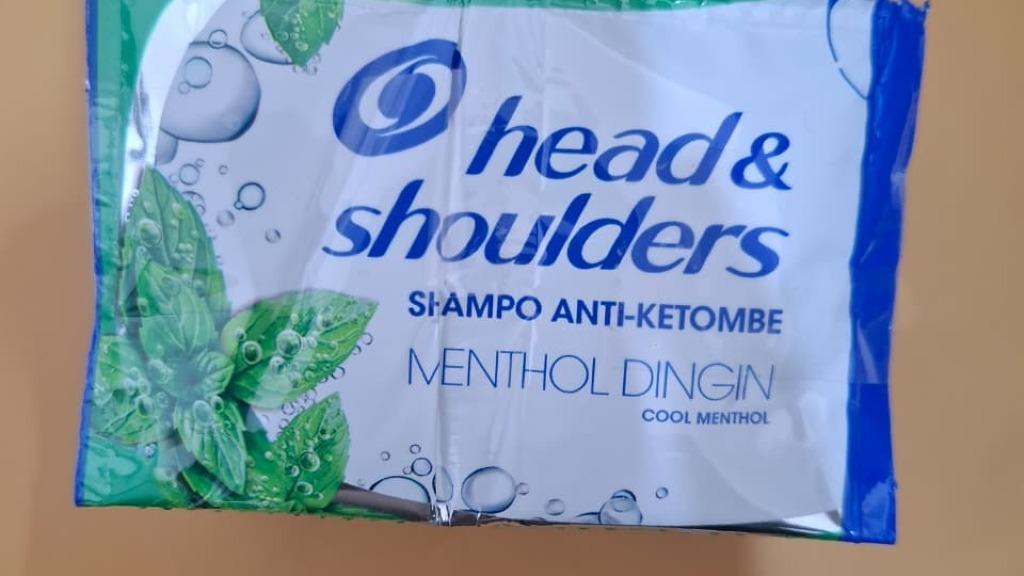 head &
shoulders
SHAMPO ANTI-KETOMBE
MENTHOL DINGIN
COOL MENTHOL